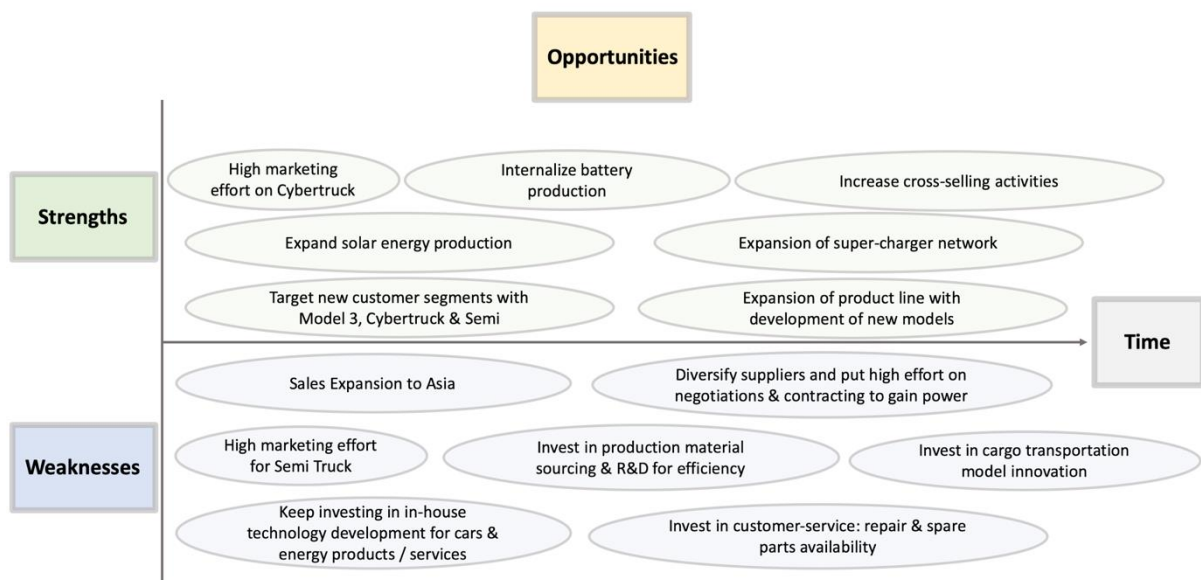 Opportunities
Strengths
High marketing
effort on Cybertruck
Internalize battery
production
Increase cross-selling activities
Expand solar energy production
Expansion of super-charger network
Target new customer segments with
Model 3, Cybertruck & Semi
Expansion of product line with
development of new models
Time
Sales Expansion to Asia
Diversify suppliers and put high effort on
negotiations & contracting to gain power
Weaknesses
High marketing effort
for Semi Truck
Invest in production material
sourcing & R&D for efficiency
Invest in cargo transportation
model innovation
Keep investing in in-house
technology development for cars &
energy products / services
Invest in customer-service: repair & spare
parts availability